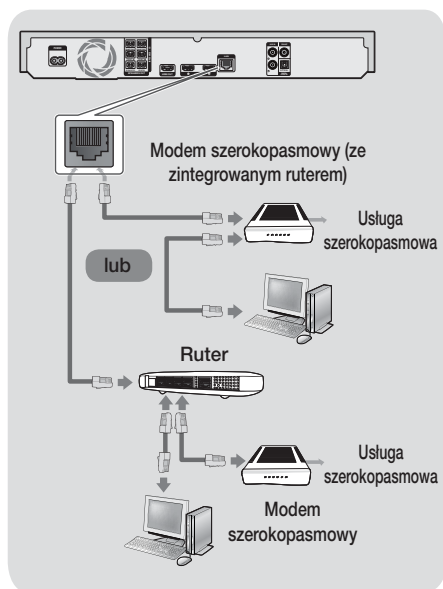 Modem szerokopasmowy (ze
zintegrowanym ruterem)
Usługa
szerokopasmowa
lub
Ruter
Usługa
szerokopasmowa
Modem
szerokopasmowy